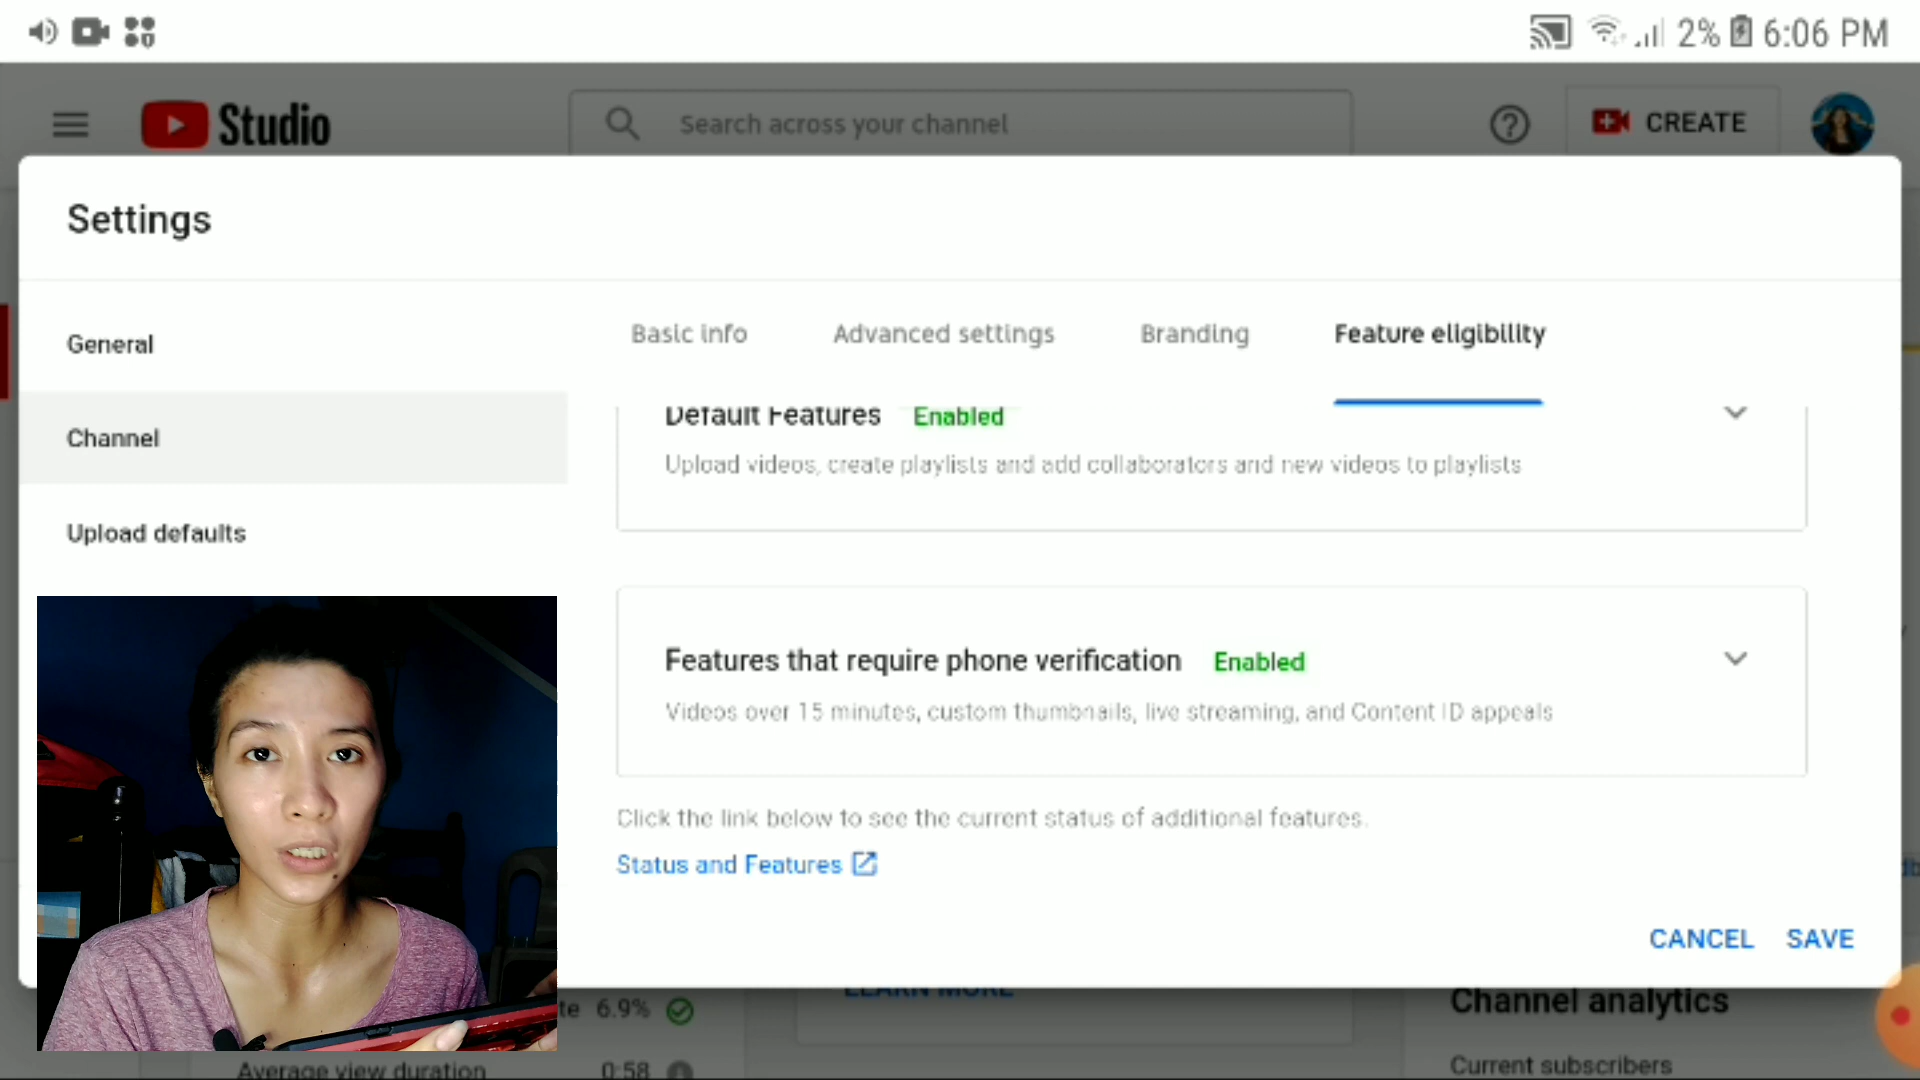 2% 6:06 PM
Studio
Search across your channel
CREATE
Settings
General
Channel
Upload defaults
Basic info
Advanced settings
Branding
Feature eligibility
Default Features Enabled
Upload videos, create playlists and add collaborators and new videos to playlists
Features that require phone verification Enabled
Videos over 15 minutes, custom thumbnails, live streaming, and Content ID appeals
Click the link below to see the current status of additional features.
Status and Features
CANCEL SAVE
LEARN MORE
6.9%
Channel analytics
Average view duration 0:58
Current subscribers